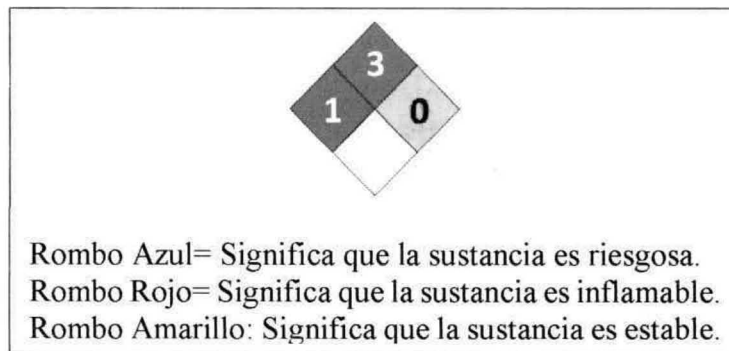 3
1 0
Rombo Azul= Significa que la sustancia es riesgosa.
Rombo Rojo= Significa que la sustancia es inflamable.
Rombo Amarillo: Significa que la sustancia es estable.